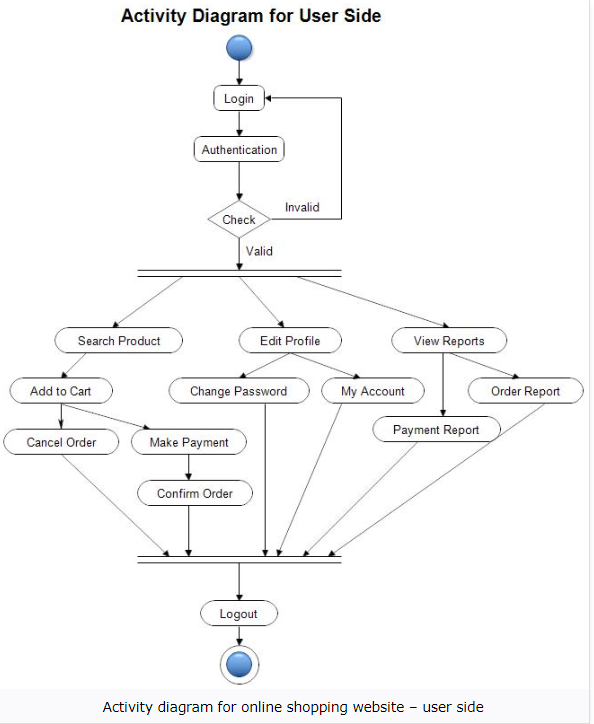 Activity Diagram for User Side
Login
Authentication
Check
Invalid
Valid
Search Product
Edit Profile
View Reports
Add to Cart
Change Password
My Account
Order Report
Cancel Order
Make Payment
Payment Report
Confirm Order
Logout
Activity diagram for online shopping website – user side